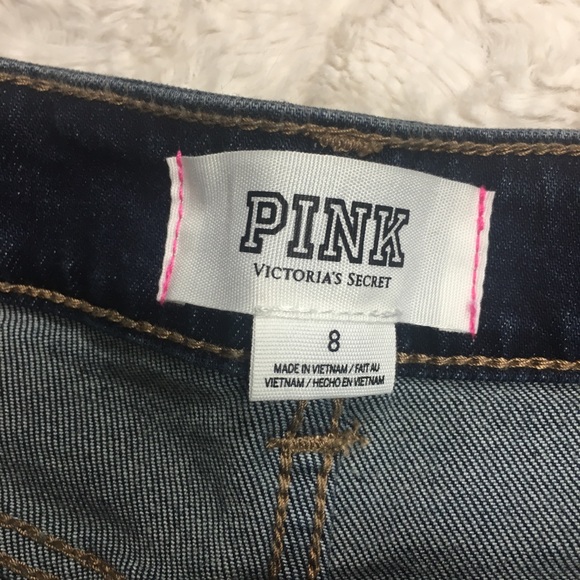 PINK
VICTORIA'S SECRET
8
MADE IN VIETNAM / FAIT AU
VIETNAM / HECHO EN VIETNAM